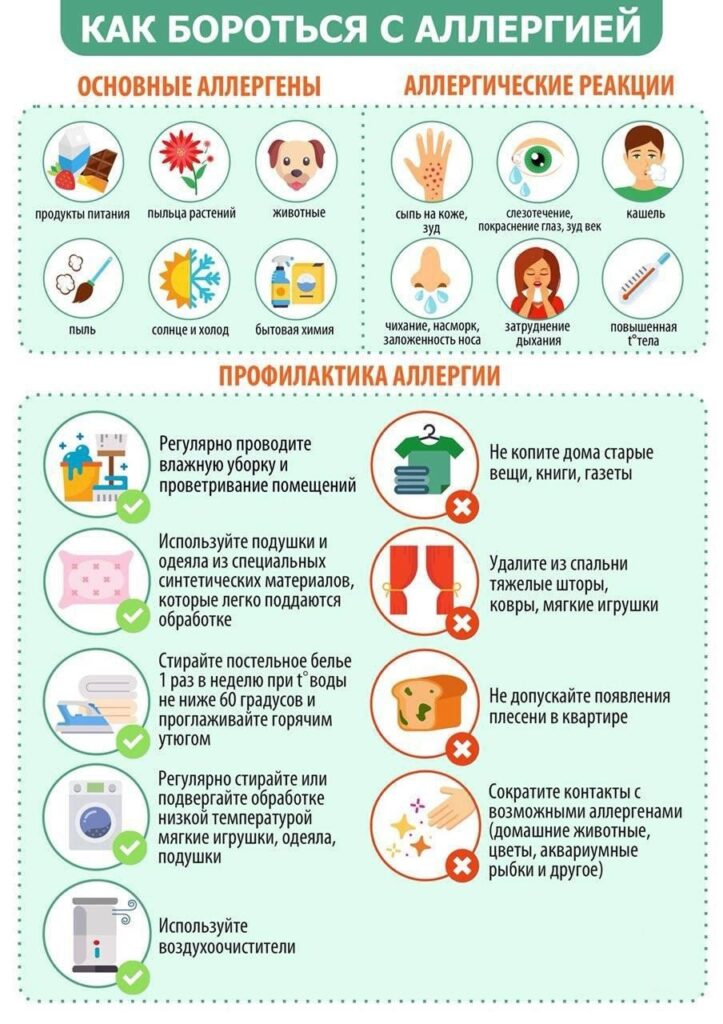 КАК БОРОТЬСЯ С АЛЛЕРГИЕЙ
ОСНОВНЫЕ АЛЛЕРГЕНЫ
продукты питания
пыльца растений
животные
пыль
солнце и холод
бытовая химия
АЛЛЕРГИЧЕСКИЕ РЕАКЦИИ
сыпь на коже,
зуд
слезотечение,
покраснение глаз, зуд век
кашель
чихание, насморк,
заложенность носа
затруднение
дыхания
повышенная
t°тела
ПРОФИЛАКТИКА АЛЛЕРГИИ
Регулярно проводите
влажную уборку и
проветривание помещений
Используйте подушки и
одеяла из специальных
синтетических материалов,
которые легко поддаются
обработке
Стирайте постельное белье
1 раз в неделю при t°воды
не ниже 60 градусов и
проглаживайте горячим
утюгом
Регулярно стирайте или
подвергайте обработке
низкой температурой
мягкие игрушки, одеяла,
подушки
Используйте
воздухоочистители
Не копите дома старые
вещи, книги, газеты
Удалите из спальни
тяжелые шторы,
ковры, мягкие игрушки
Не допускайте появления
плесени в квартире
Сократите контакты с
возможными аллергенами
(домашние животные,
цветы, аквариумные
рыбки и другое)